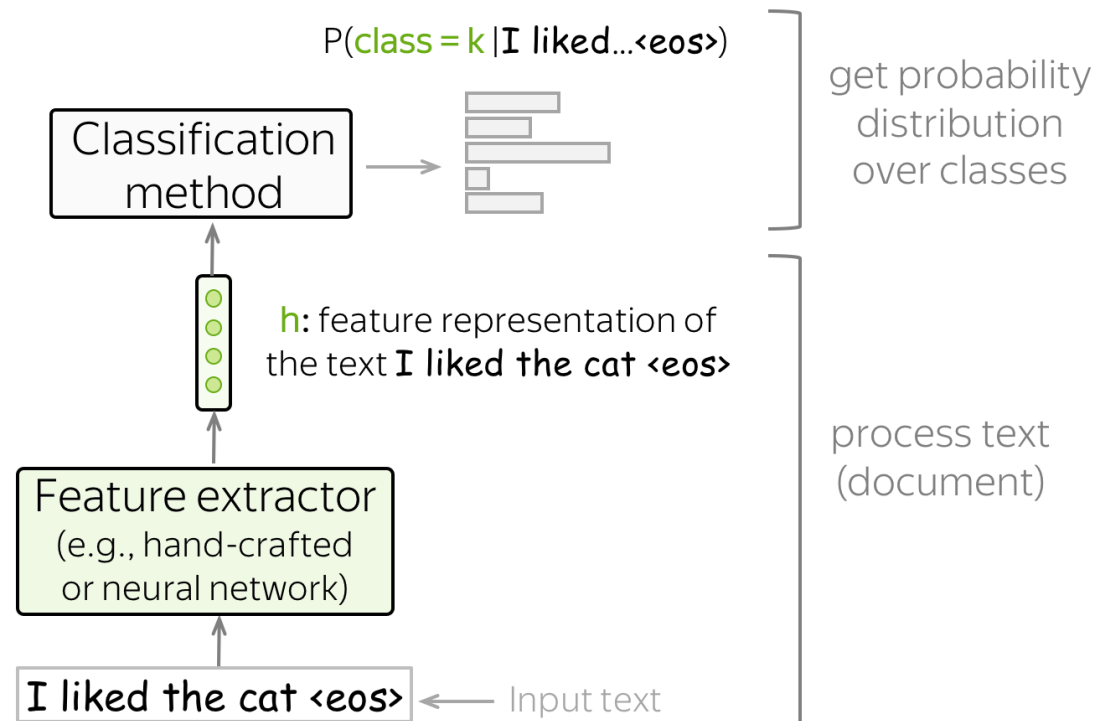 P(class = k |I liked...<eos>)
get probability
distribution
over classes
Classification
method
h: feature representation of
the text I liked the cat <eos>
process text
(document)
Feature extractor
(e.g., hand-crafted
or neural network)
I liked the cat <eos>
Input text